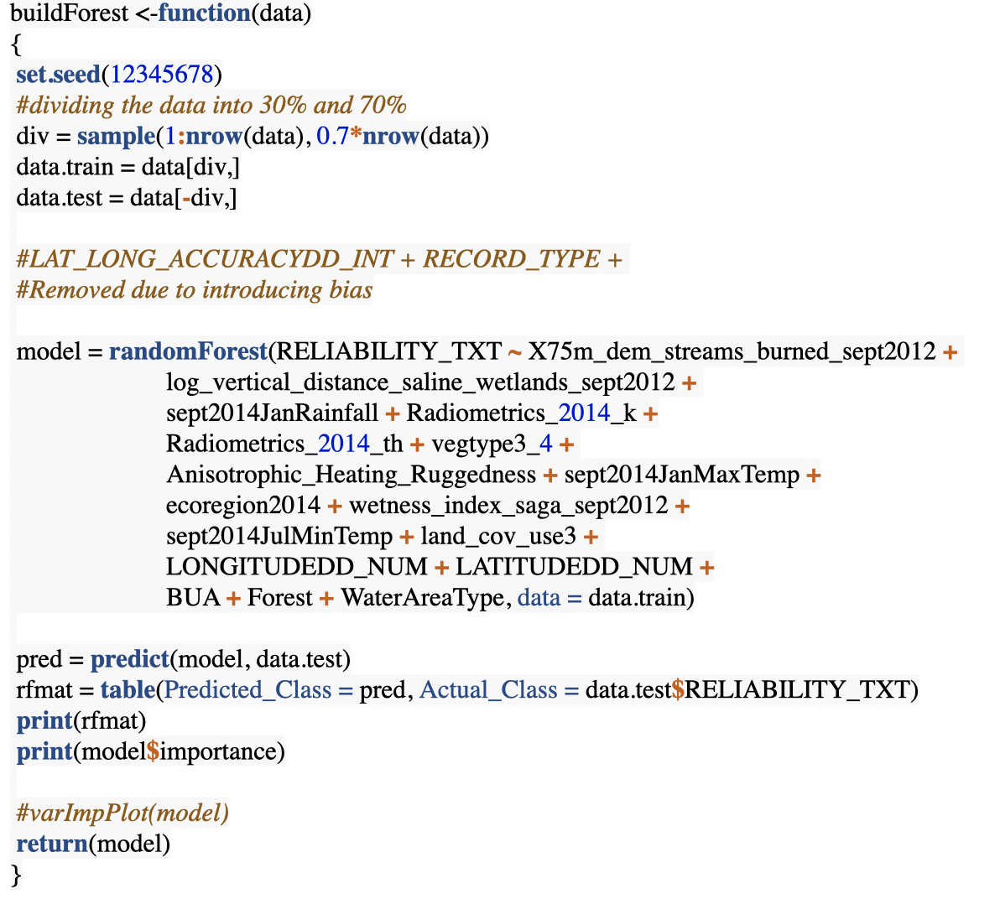 buildForest <-function(data)
{
set.seed(12345678)
#dividing the data into 30% and 70%
div = sample(1:nrow(data), 0.7*nrow(data))
data.train = data[div,]
data.test = data[-div,]
#LAT_LONG_ACCURACYDD_INT + RECORD_TYPE +
#Removed due to introducing bias
model = randomForest(RELIABILITY_TXT ~ X75m_dem_streams_burned_sept2012 +
log_vertical_distance_saline_wetlands_sept2012 +
sept2014JanRainfall + Radiometrics_2014_k +
Radiometrics_2014_th + vegtype3_4 +
Anisotrophic_Heating_Ruggedness + sept2014JanMaxTemp +
ecoregion2014 + wetness_index_saga_sept2012 +
sept2014JulMinTemp + land_cov_use3 +
LONGITUDEDD_NUM + LATITUDEDD_NUM +
BUA + Forest + WaterAreaType, data = data.train)
pred = predict(model, data.test)
rfmat = table(Predicted_Class = pred, Actual_Class = data.test$RELIABILITY_TXT)
print(rfmat)
print(model$importance)
#varImpPlot(model)
return(model)
}